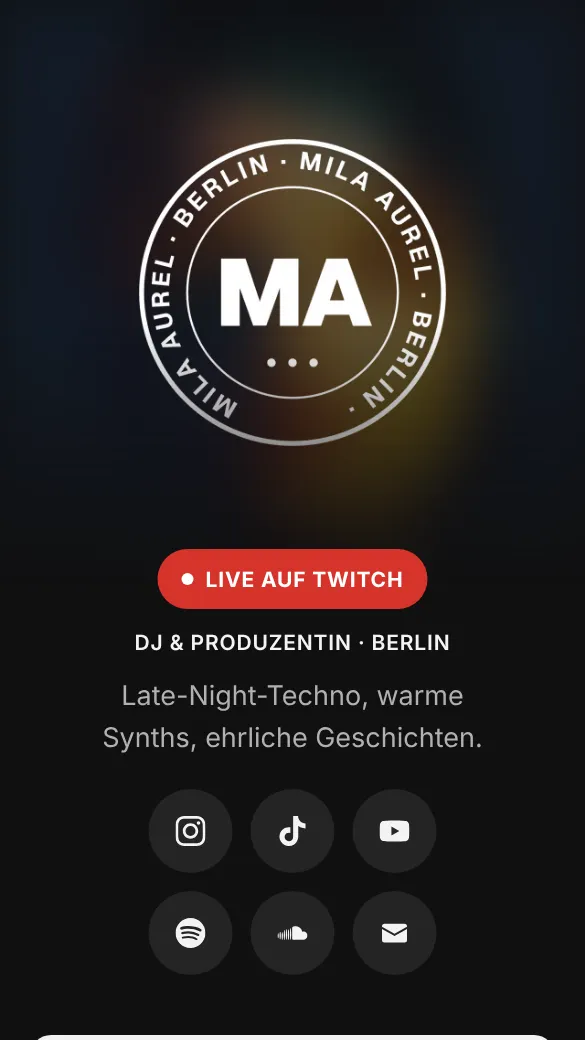 MILA AUREL · BERLIN · MILA AUREL · BERLIN ·
MA
LIVE AUF TWITCH
DJ & PRODUZENTIN · BERLIN
Late-Night-Techno, warme
Synths, ehrliche Geschichten.